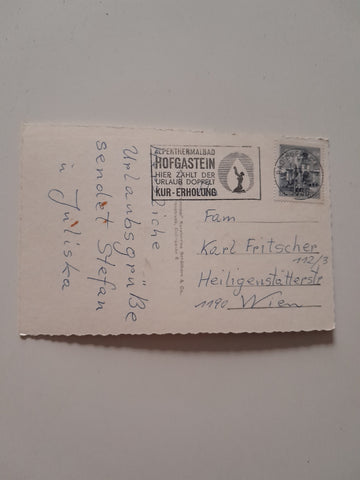 Urlaubsgrüße
sendet Stefan
u Juliska
ALPENTHERMALBAD
HOFGASTEIN
HIER ZÄHLT DER
URLAUB DOPPELT
KUR-ERHOLUNG
Fam
Karl Fritscher
112/3
Heiligenstätterstr
1190 Wien